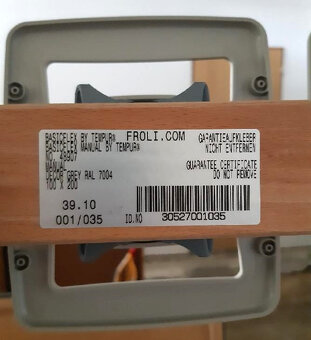 BASICFLEX BY TEMPUR®
BASICFLEX MANUAL BY TEMPUR®
NO. 48807
MANUAL
DEKOR GREY RAL 7004
100 X 200
39.10
001/035
FROLI.COM
GARANTIEAUFKLEBER
NICHT ENTFERNEN
GUARANTEE CERTIFICATE
DO NOT REMOVE
ID.NO
30527001035